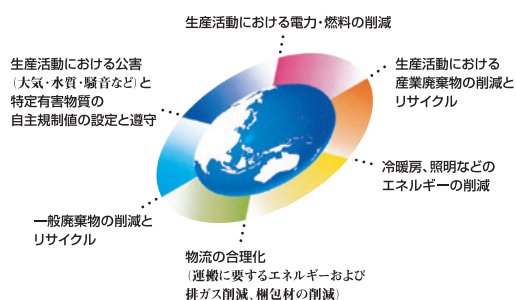 生産活動における電力・燃料の削減
生産活動における公害
(大気・水質・騒音など)と
特定有害物質の
自主規制値の設定と遵守
生産活動における
産業廃棄物の削減と
リサイクル
冷暖房、照明などの
エネルギーの削減
一般廃棄物の削減と
リサイクル
物流の合理化
(運搬に要するエネルギーおよび
排ガス削減、梱包材の削減)